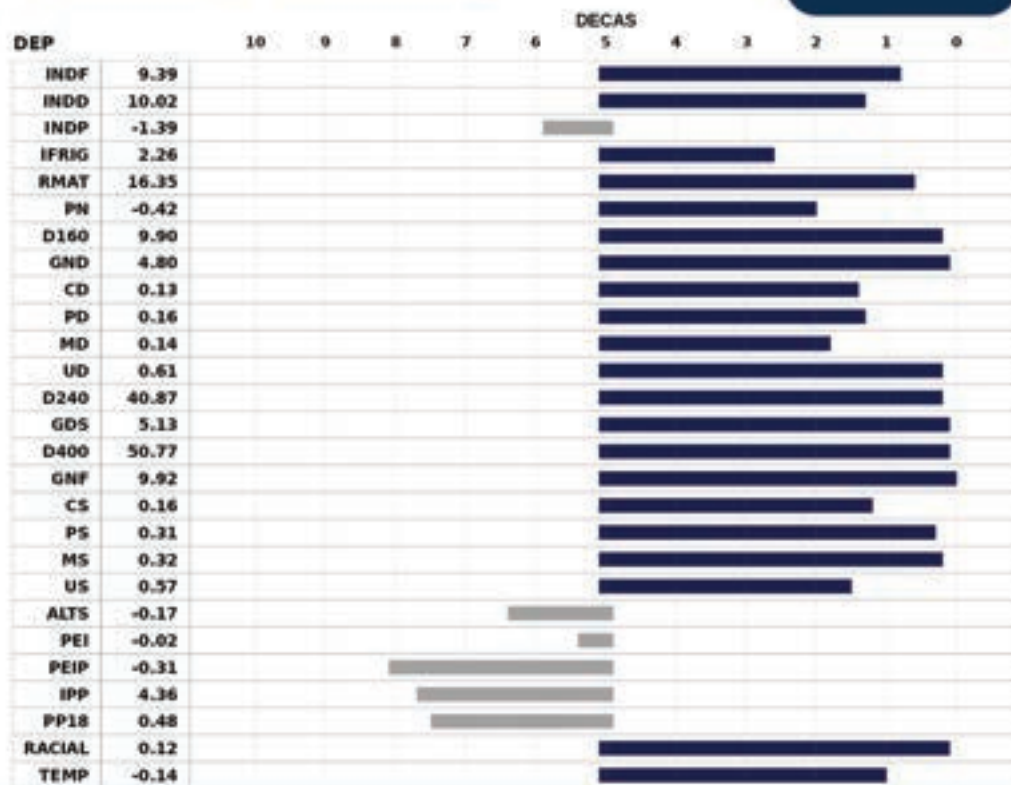 DECAS
DEP 10 9 8 7 6 5 4 3 2 1 0
INDF 9.39
INDD 10.02
INDP -1.39
IFRIG 2.26
RMAT 16.35
PN -0.42
D160 9.90
GND 4.80
CD 0.13
PD 0.16
MD 0.14
UD 0.61
D240 40.87
GDS 5.13
D400 50.77
GNF 9.92
CS 0.16
PS 0.31
MS 0.32
US 0.57
ALTS -0.17
PEI -0.02
PEIP -0.31
IPP 4.36
PP18 0.48
RACIAL 0.12
TEMP -0.14